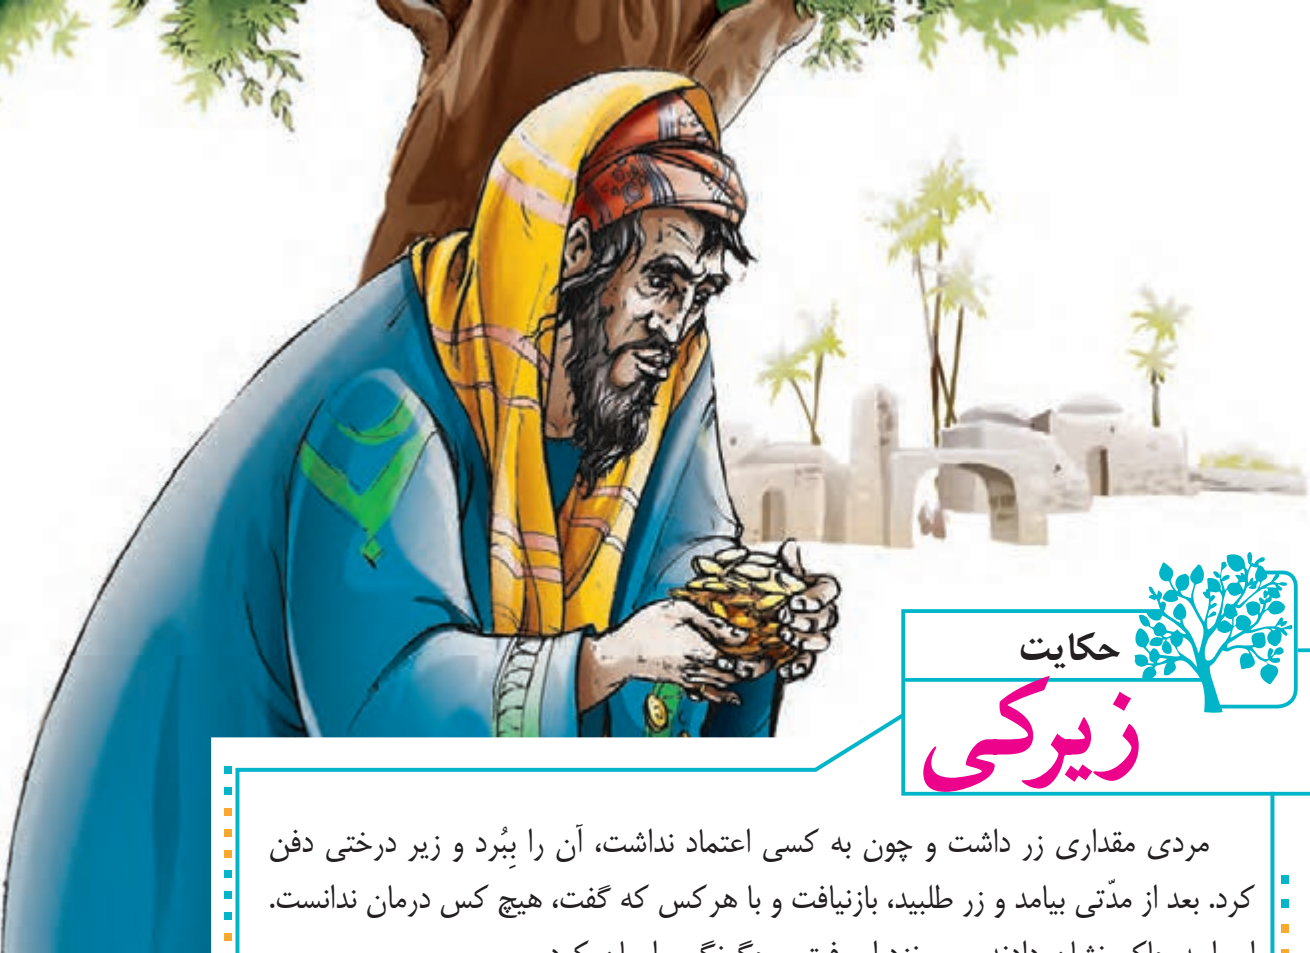 حکایت
زیرکی
مردی مقداری زر داشت و چون به کسی اعتماد نداشت، آن را بِبُرد و زیر درختی دفن
کرد. بعد از مدّتی بیامد و زر طلبید، بازنیافت و با هرکس که گفت، هیچ کس درمان ندانست.